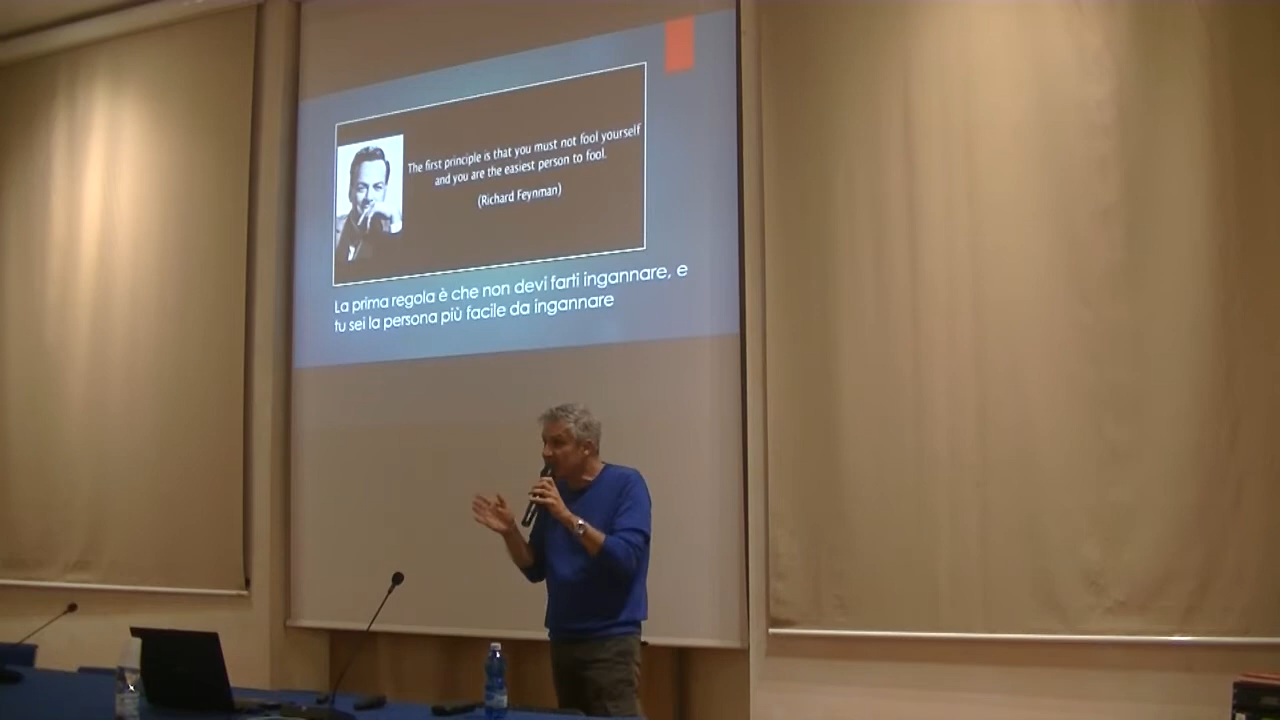 The first principle is that you must not fool yourself
and you are the easiest person to fool.
(Richard Feynman)
La prima regola è che non devi farti ingannare, e
tu sei la persona più facile da ingannare